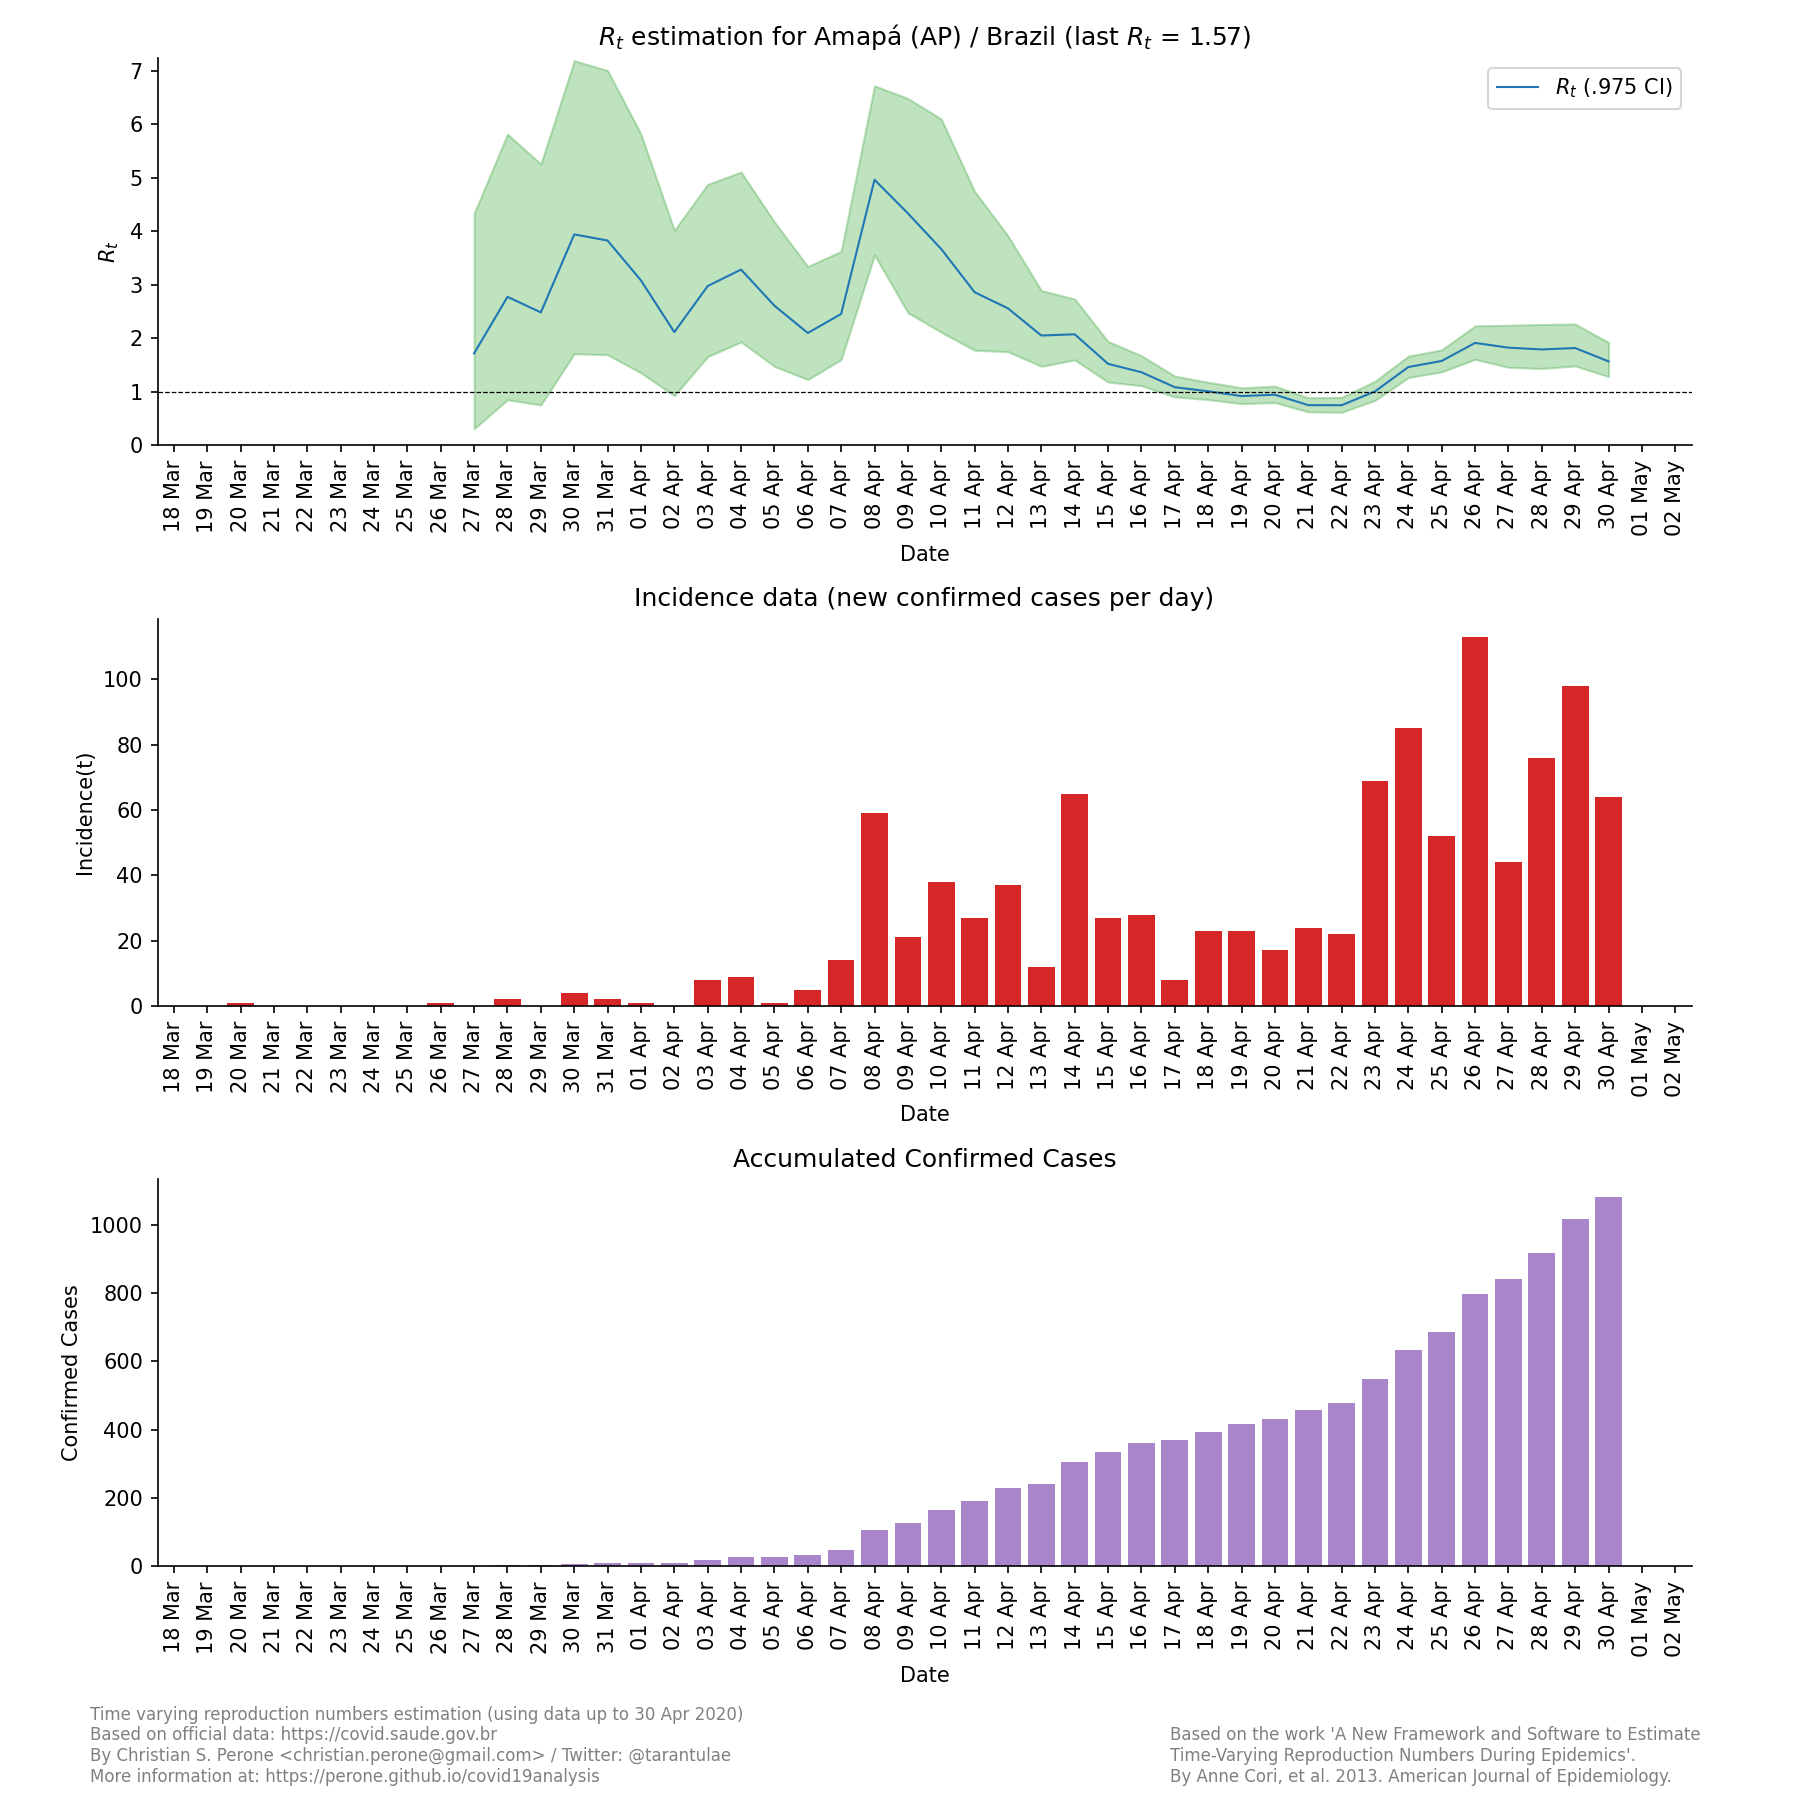 R_t estimation for Amapá (AP) / Brazil (last R_t = 1.57)
7
6
5
4
3
2
1
0
R_t
R_t (.975 CI)
18 Mar 19 Mar 20 Mar 21 Mar 22 Mar 23 Mar 24 Mar 25 Mar 26 Mar 27 Mar 28 Mar 29 Mar 30 Mar 31 Mar 01 Apr 02 Apr 03 Apr 04 Apr 05 Apr 06 Apr 07 Apr 08 Apr 09 Apr 10 Apr 11 Apr 12 Apr 13 Apr 14 Apr 15 Apr 16 Apr 17 Apr 18 Apr 19 Apr 20 Apr 21 Apr 22 Apr 23 Apr 24 Apr 25 Apr 26 Apr 27 Apr 28 Apr 29 Apr 30 Apr 01 May 02 May
Date
Incidence data (new confirmed cases per day)
100
80
60
40
20
0
Incidence(t)
18 Mar 19 Mar 20 Mar 21 Mar 22 Mar 23 Mar 24 Mar 25 Mar 26 Mar 27 Mar 28 Mar 29 Mar 30 Mar 31 Mar 01 Apr 02 Apr 03 Apr 04 Apr 05 Apr 06 Apr 07 Apr 08 Apr 09 Apr 10 Apr 11 Apr 12 Apr 13 Apr 14 Apr 15 Apr 16 Apr 17 Apr 18 Apr 19 Apr 20 Apr 21 Apr 22 Apr 23 Apr 24 Apr 25 Apr 26 Apr 27 Apr 28 Apr 29 Apr 30 Apr 01 May 02 May
Date
Accumulated Confirmed Cases
1000
800
600
400
200
0
Confirmed Cases
18 Mar 19 Mar 20 Mar 21 Mar 22 Mar 23 Mar 24 Mar 25 Mar 26 Mar 27 Mar 28 Mar 29 Mar 30 Mar 31 Mar 01 Apr 02 Apr 03 Apr 04 Apr 05 Apr 06 Apr 07 Apr 08 Apr 09 Apr 10 Apr 11 Apr 12 Apr 13 Apr 14 Apr 15 Apr 16 Apr 17 Apr 18 Apr 19 Apr 20 Apr 21 Apr 22 Apr 23 Apr 24 Apr 25 Apr 26 Apr 27 Apr 28 Apr 29 Apr 30 Apr 01 May 02 May
Date
Time varying reproduction numbers estimation (using data up to 30 Apr 2020)
Based on official data: https://covid.saude.gov.br
By Christian S. Perone <christian.perone@gmail.com> / Twitter: @tarantulae
More information at: https://perone.github.io/covid19analysis
Based on the work 'A New Framework and Software to Estimate
Time-Varying Reproduction Numbers During Epidemics'.
By Anne Cori, et al. 2013. American Journal of Epidemiology.